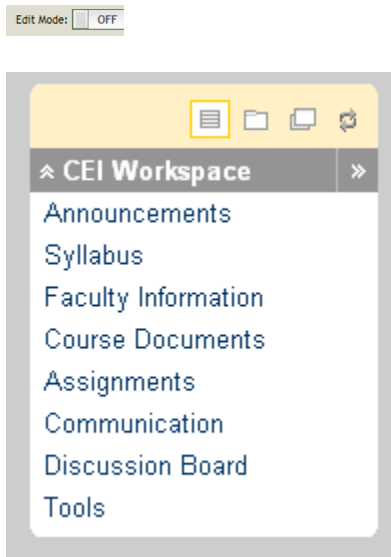 Edit Mode: OFF
CEI Workspace
Announcements
Syllabus
Faculty Information
Course Documents
Assignments
Communication
Discussion Board
Tools